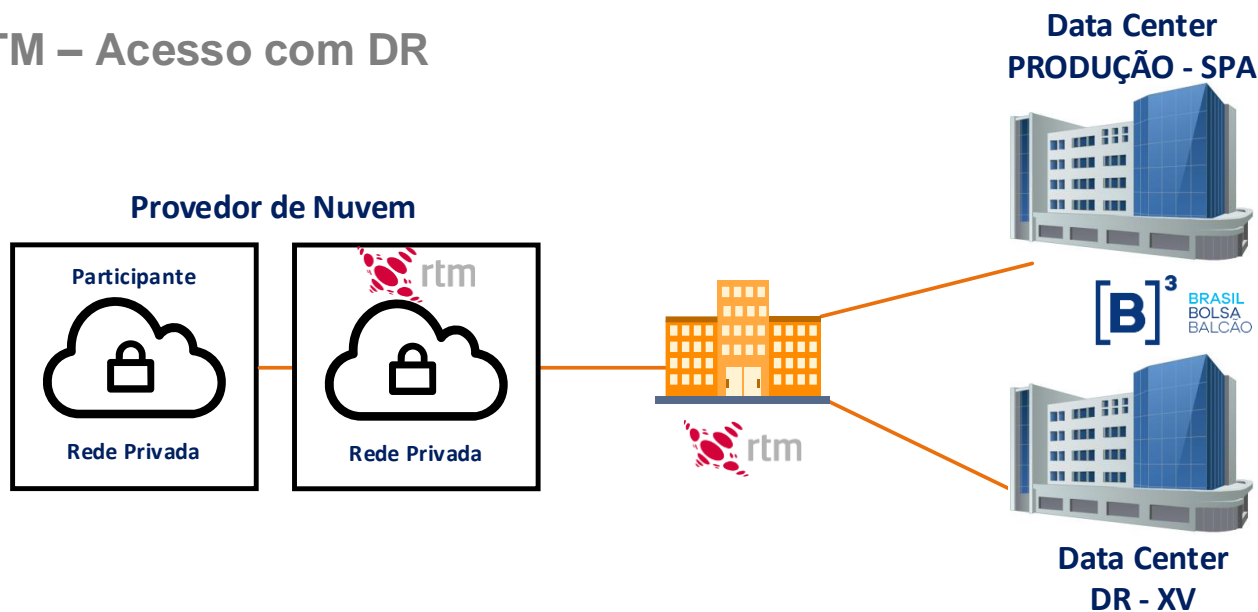 TM – Acesso com DR
Data Center
PRODUÇÃO - SPA
Provedor de Nuvem
Participante
Rede Privada
rtm
Rede Privada
rtm
[B]³ BRASIL
BOLSA
BALCÃO
Data Center
DR - XV